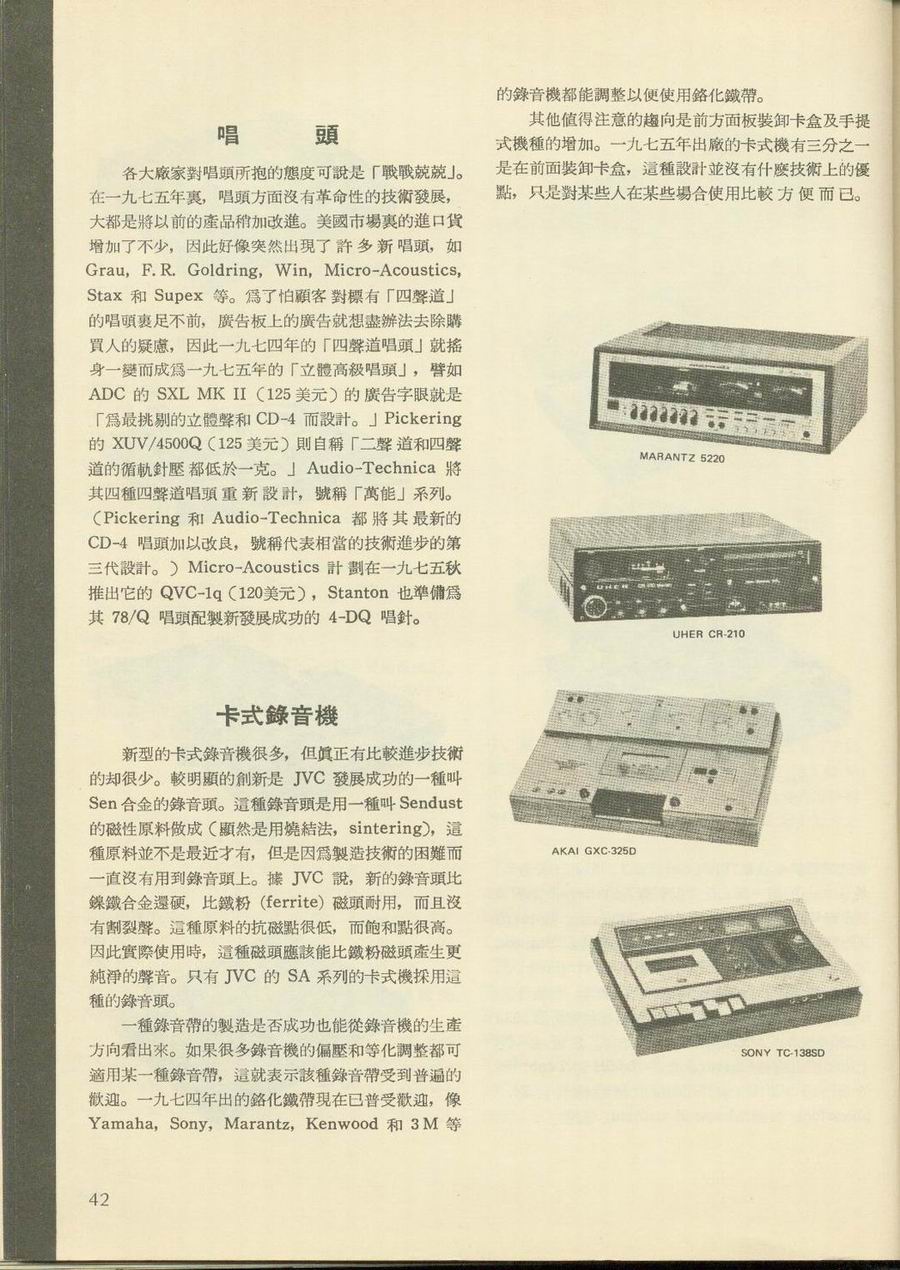 唱頭
各大廠家對唱頭所抱的態度可說是「戰戰兢兢」。
在一九七五年裏，唱頭方面沒有革命性的技術發展，
大都是將以前的產品稍加改進。美國市場裏的進口貨
增加了不少，因此好像突然出現了許多新唱頭，如
Grau, F. R. Goldring, Win, Micro-Acoustics,
Stax 和 Supex 等。爲了怕顧客對標有「四聲道」
的唱頭裹足不前，廣告板上的廣告就想盡辦法去除購
買人的疑慮，因此一九七四年的「四聲道唱頭」就搖
身一變而成爲一九七五年的「立體高級唱頭」，譬如
ADC 的 SXL MK II（125美元）的廣告字眼就是
「爲最挑剔的立體聲和 CD-4 而設計。」Pickering
的 XUV/4500Q（125美元）則自稱「二聲道和四聲
道的循軌針壓都低於一克。」Audio-Technica 將
其四種四聲道唱頭重新設計，號稱「萬能」系列。
（Pickering 和 Audio-Technica 都將其最新的
CD-4 唱頭加以改良，號稱代表相當的技術進步的第
三代設計。）Micro-Acoustics 計劃在一九七五秋
推出它的 QVC-1q（120美元），Stanton 也準備爲
其 78/Q 唱頭配製新發展成功的 4-DQ 唱針。
卡式錄音機
新型的卡式錄音機很多，但眞正有比較進步技術
的却很少。較明顯的創新是 JVC 發展成功的一種叫
Sen 合金的錄音頭。這種錄音頭是用一種叫 Sendust
的磁性原料做成（顯然是用燒結法，sintering），這
種原料並不是最近才有，但是因爲製造技術的困難而
一直沒有用到錄音頭上。據 JVC 說，新的錄音頭比
鎳鐵合金還硬，比鐵粉（ferrite）磁頭耐用，而且沒
有割裂聲。這種原料的抗磁點很低，而飽和點很高。
因此實際使用時，這種磁頭應該能比鐵粉磁頭產生更
純淨的聲音。只有 JVC 的 SA 系列的卡式機採用這
種的錄音頭。
一種錄音帶的製造是否成功也能從錄音機的生產
方向看出來。如果很多錄音機的偏壓和等化調整都可
適用某一種錄音帶，這就表示該種錄音帶受到普遍的
歡迎。一九七四年出的鉻化鐵帶現在已普受歡迎，像
Yamaha, Sony, Marantz, Kenwood 和 3M 等
的錄音機都能調整以便使用鉻化鐵帶。
其他値得注意的趨向是前方面板裝卸卡盒及手提
式機種的增加。一九七五年出廠的卡式機有三分之一
是在前面裝卸卡盒，這種設計並沒有什麼技術上的優
點，只是對某些人在某些場合使用比較方便而已。
MARANTZ 5220
UHER CR-210
AKAI GXC-325D
SONY TC-138SD
42